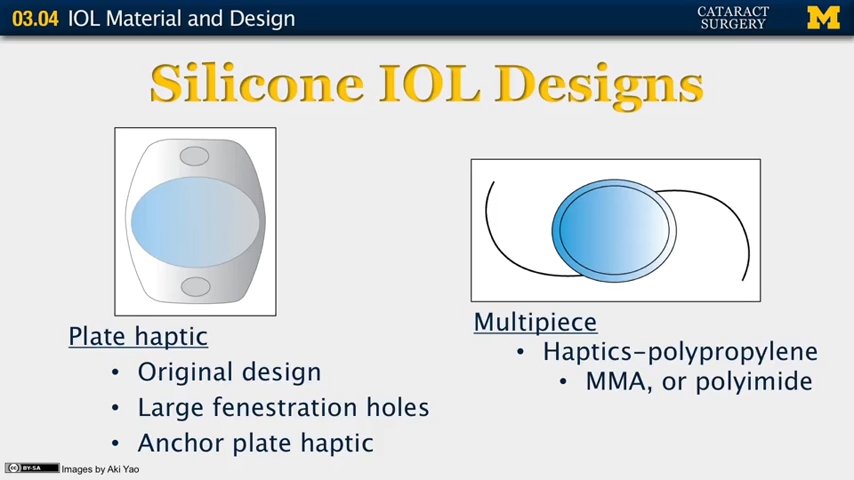 03.04 IOL Material and Design
CATARACT
SURGERY
M
Silicone IOL Designs
Plate haptic
• Original design
• Large fenestration holes
• Anchor plate haptic
Multipiece
• Haptics-polypropylene
• MMA, or polyimide
cc BY-SA Images by Aki Yao